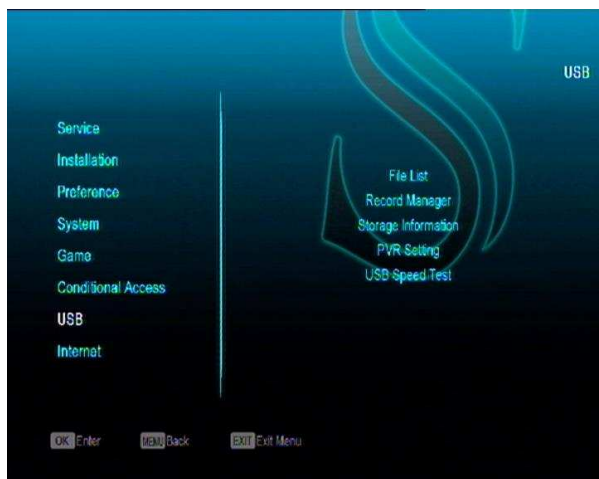 USB
Service
Installation
Preference
System
Game
Conditional Access
USB
Internet
File List
Record Manager
Storage Information
PVR Setting
USB Speed Test
OK Enter
MENU Back
EXIT Exit Menu